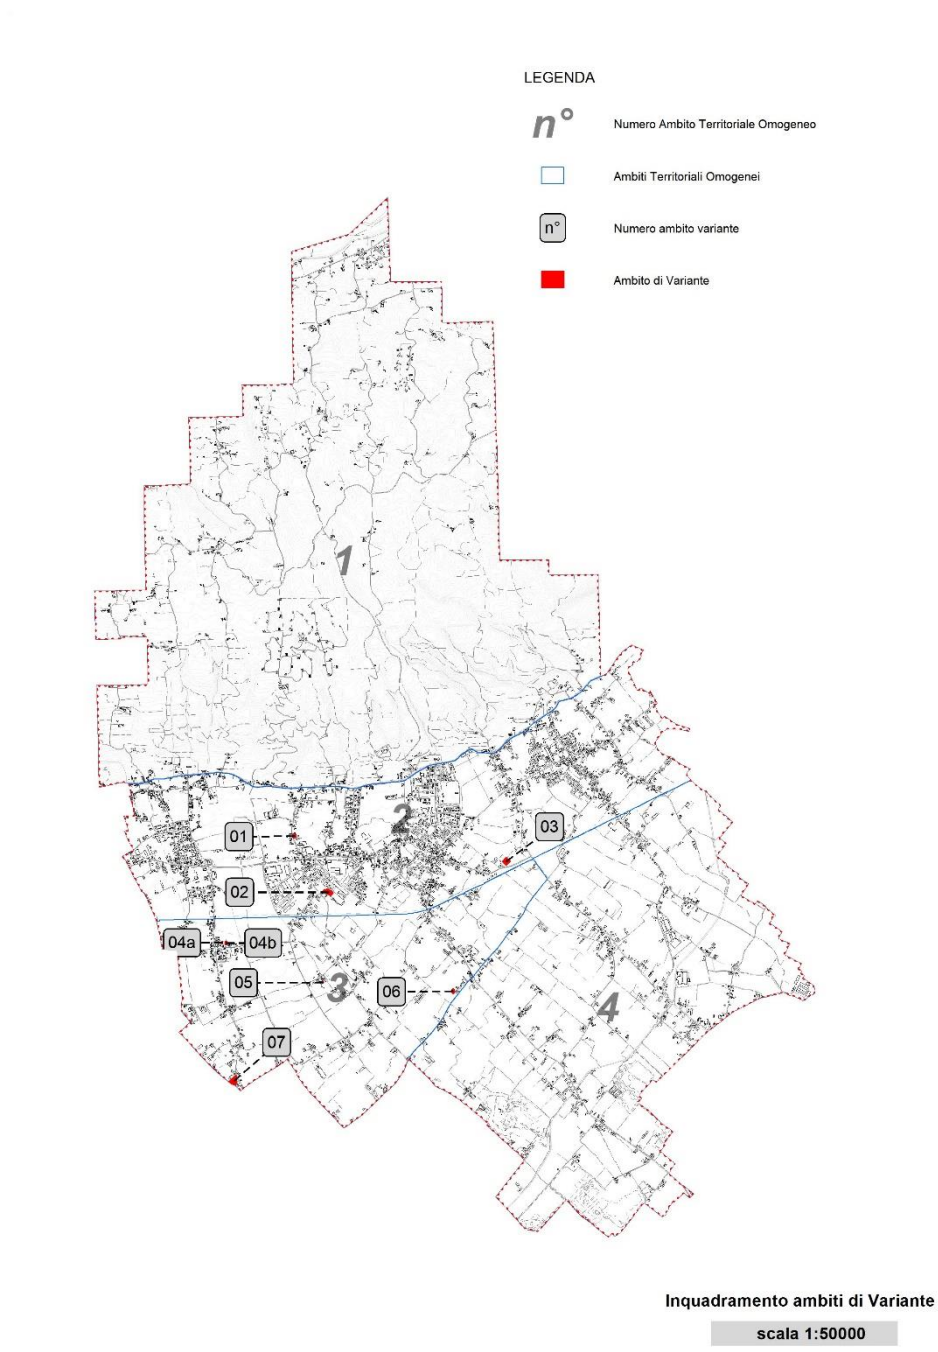 LEGENDA
n° Numero Ambito Territoriale Omogeneo
Ambiti Territoriali Omogenei
n° Numero ambito variante
Ambito di Variante
1
2
01
03
02
04a 04b
05
3
06
4
07
Inquadramento ambiti di Variante
scala 1:50000